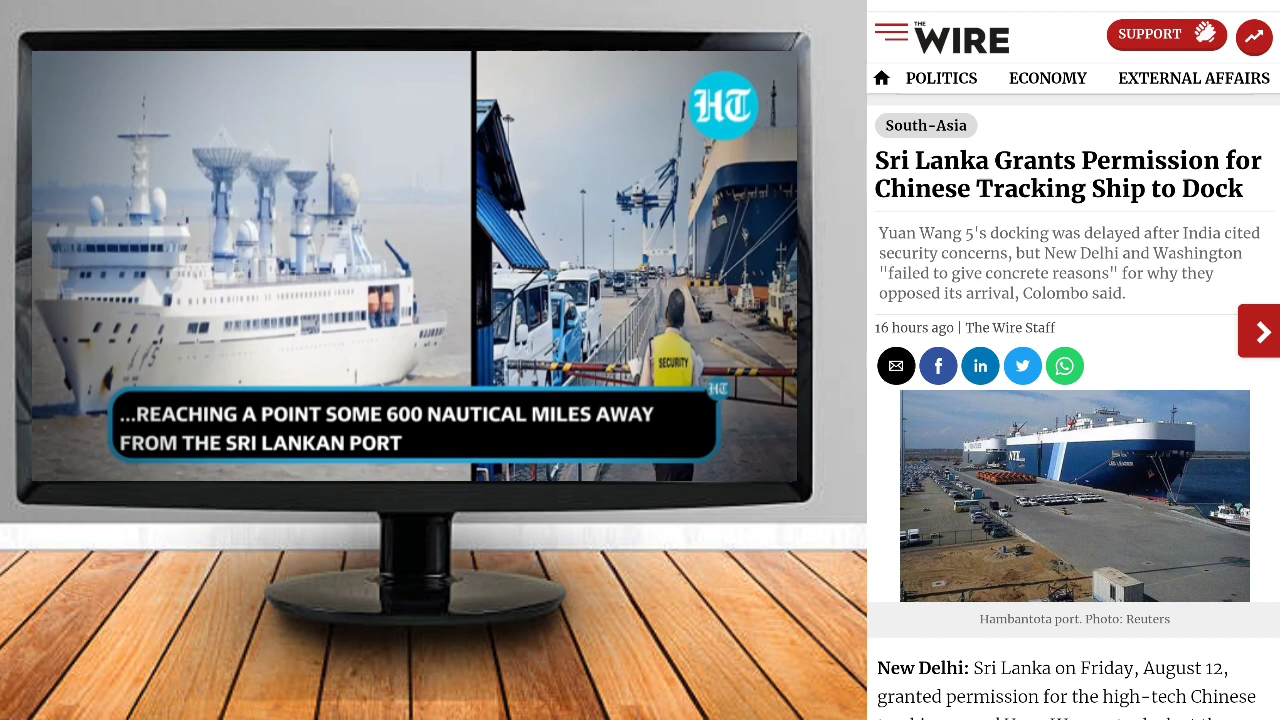 HT
SECURITY
HT
...REACHING A POINT SOME 600 NAUTICAL MILES AWAY
FROM THE SRI LANKAN PORT
THE
WIRE
SUPPORT
POLITICS ECONOMY EXTERNAL AFFAIRS
South-Asia
Sri Lanka Grants Permission for
Chinese Tracking Ship to Dock
Yuan Wang 5's docking was delayed after India cited
security concerns, but New Delhi and Washington
"failed to give concrete reasons" for why they
opposed its arrival, Colombo said.
16 hours ago | The Wire Staff
f
in
NYK
Hambantota port. Photo: Reuters
New Delhi: Sri Lanka on Friday, August 12,
granted permission for the high-tech Chinese